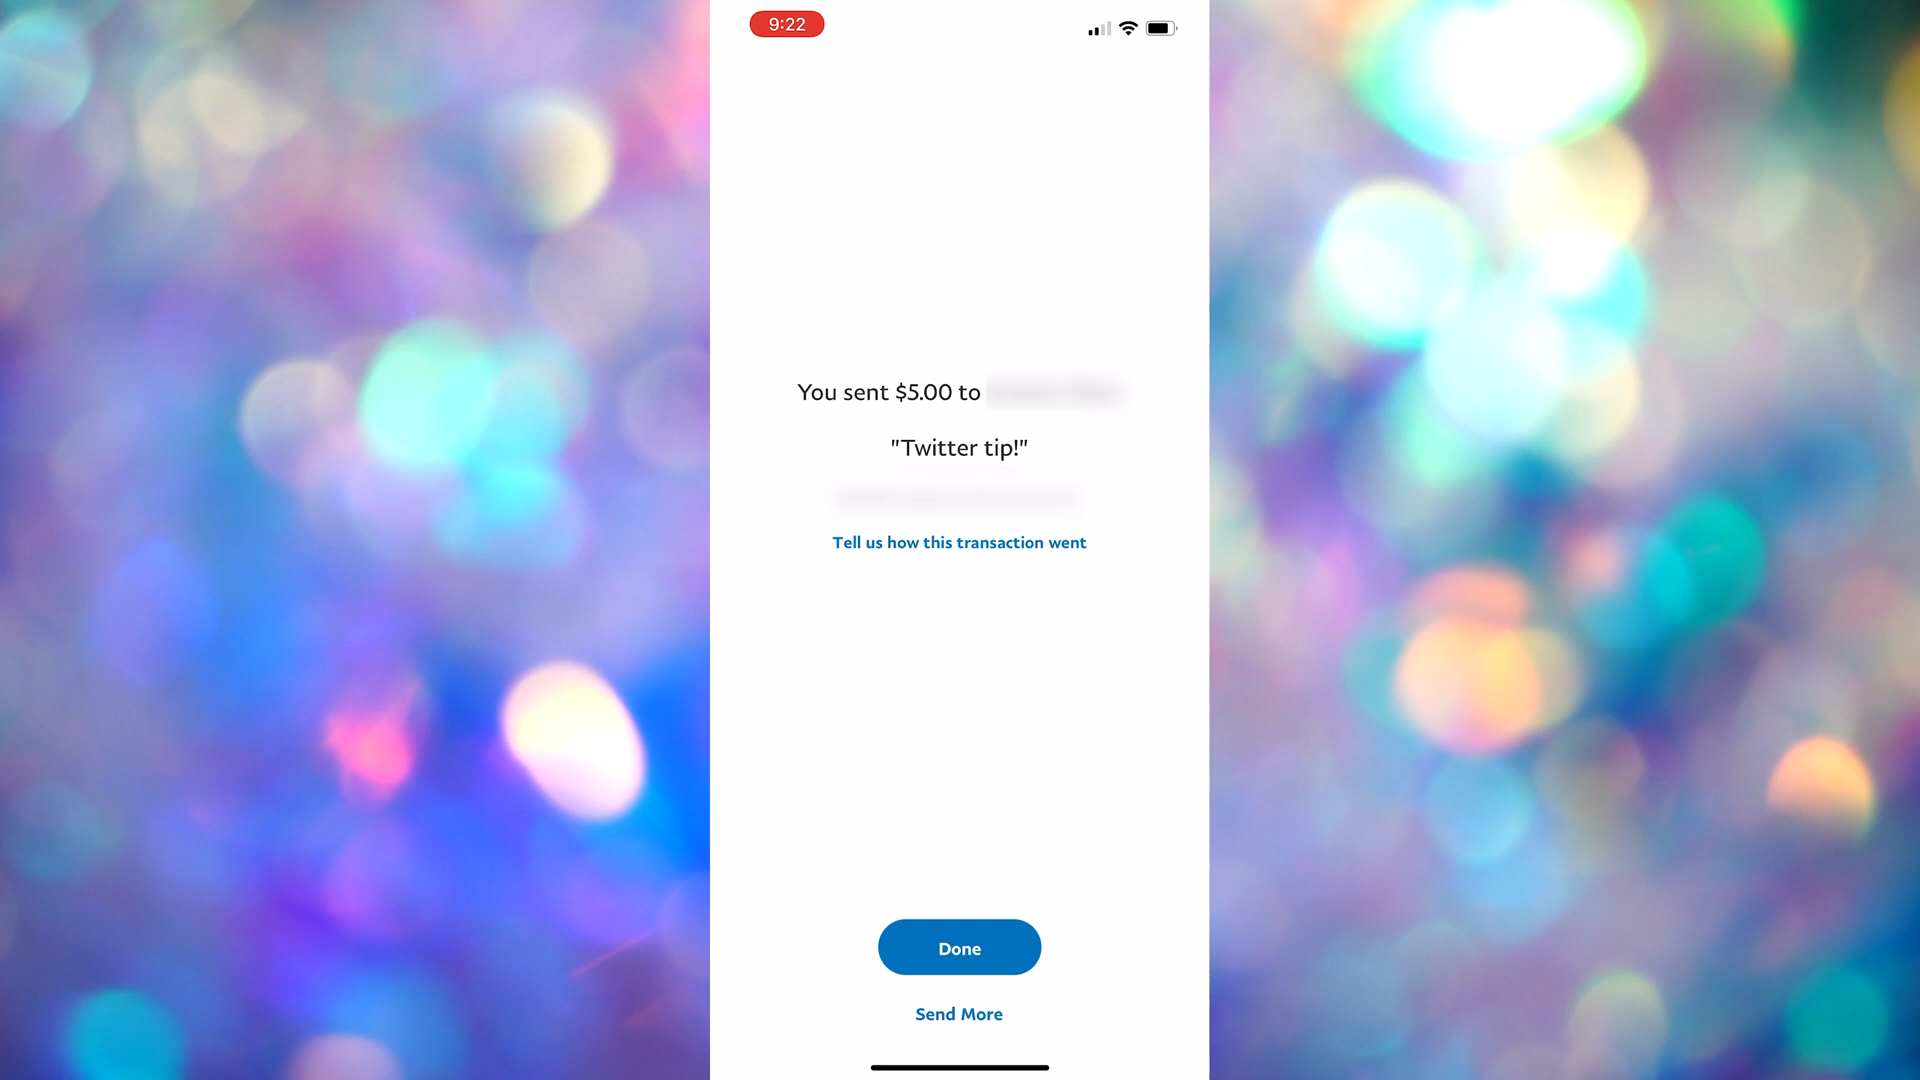 9:22
You sent $5.00 to
"Twitter tip!"
Tell us how this transaction went
Done
Send More